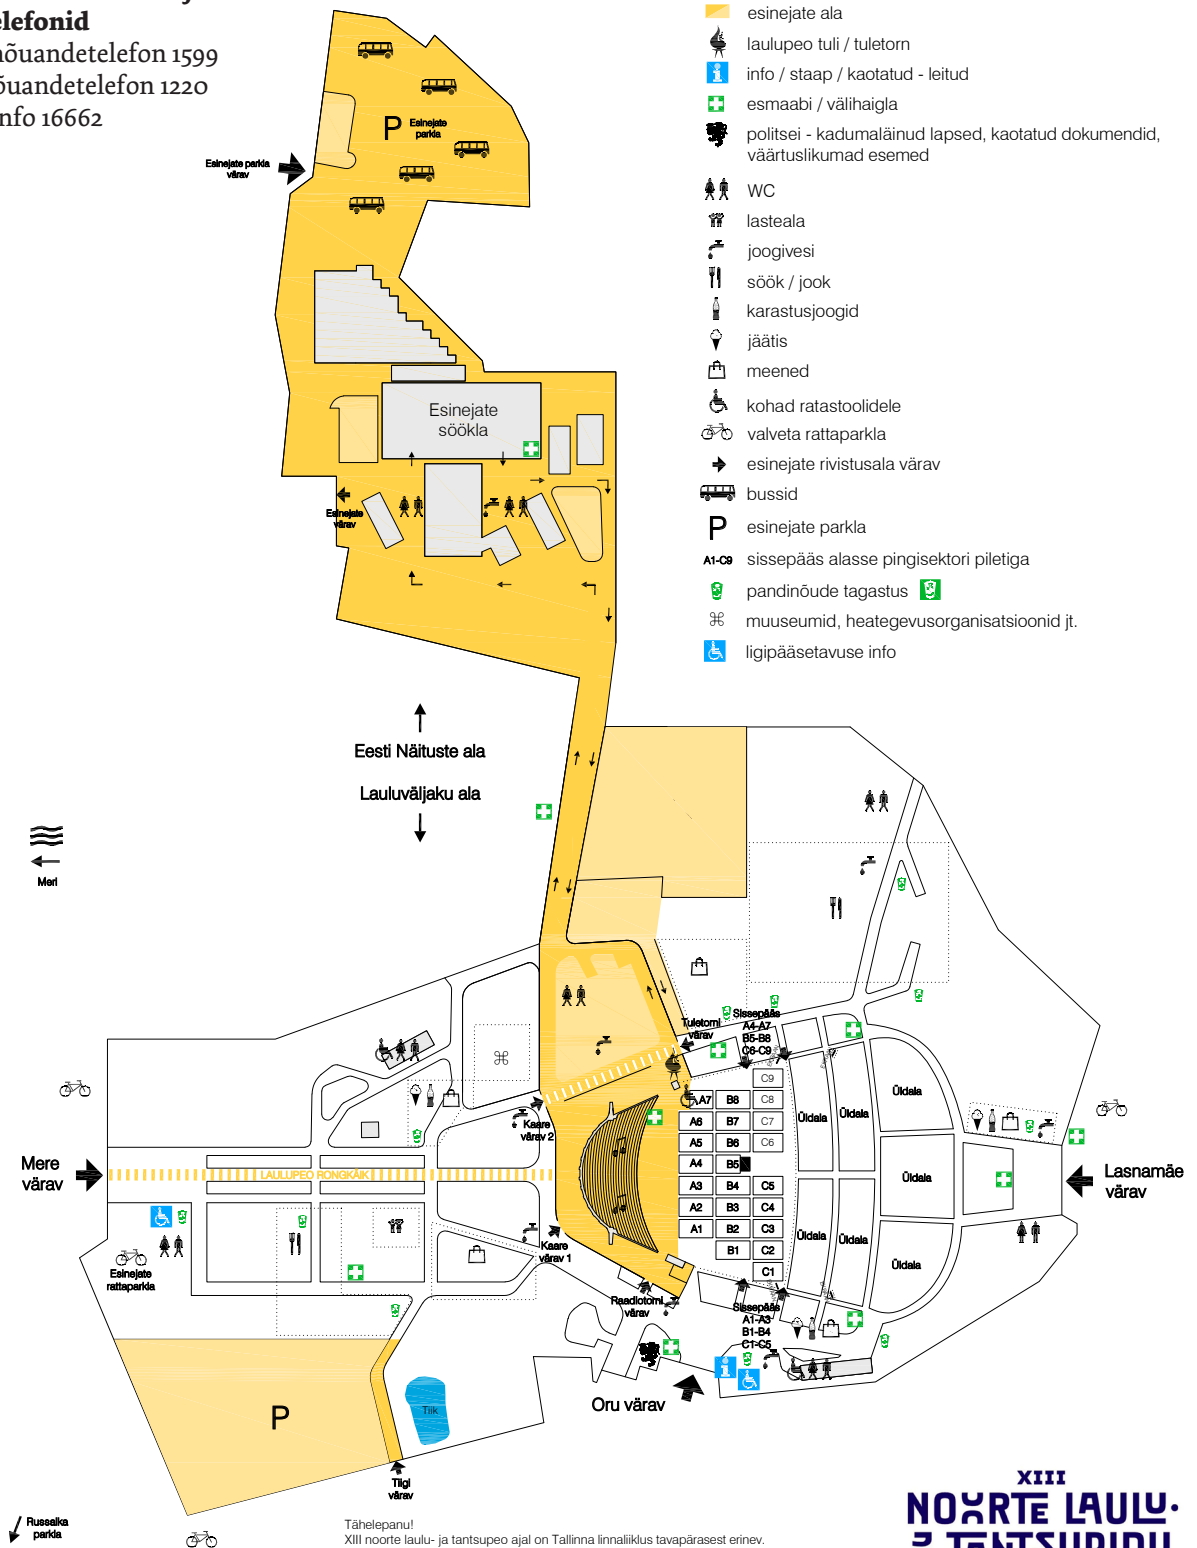 elefonid
nõuandetelefon 1599
õuandetelefon 1220
nfo 16662
esinejate ala
laulupeo tuli / tuletorn
info / staap / kaotatud - leitud
esmaabi / välihaigla
politsei - kadumaläinud lapsed, kaotatud dokumendid,
väärtuslikumad esemed
WC
lasteala
joogivesi
söök / jook
karastusjoogid
jäätis
meened
kohad ratastoolidele
valveta rattaparkla
esinejate rivistusala värav
bussid
P esinejate parkla
A1-C9 sissepääs alasse pingisektori piletiga
pandinõude tagastus
muuseumid, heategevusorganisatsioonid jt.
ligipääsetavuse info
P Esinejate
parkla
Esinejate parkla
värav
Esinejate
söökla
Esinejate
värav
Eesti Näituste ala
Lauluväljaku ala
Meri
Tuletorni
värav
Sissepääs
A4-A7
B5-B8
C6-C9
C9
A7 B8 C8
A6 B7 C7
A5 B6 C6
A4 B5
A3 B4 C5
A2 B3 C4
A1 B2 C3
B1 C2
C1
Üldala
Üldala
Üldala
Üldala
Üldala
Üldala
Üldala
Kaare
värav 2
Mere
värav
LAULUPEO RONGKÄIK
Lasnamäe
värav
Kaare
värav 1
Esinejate
rattaparkla
Raadiotorni
värav
Sissepääs
A1-A3
B1-B4
C1-C5
Oru värav
P
Tiik
Tiigi
värav
Russalka
parkla
Tähelepanu!
XIII noorte laulu- ja tantsupeo ajal on Tallinna linnaliiklus tavapärasest erinev.
XIII
NOORTE LAULU-
TANTSUPIDU